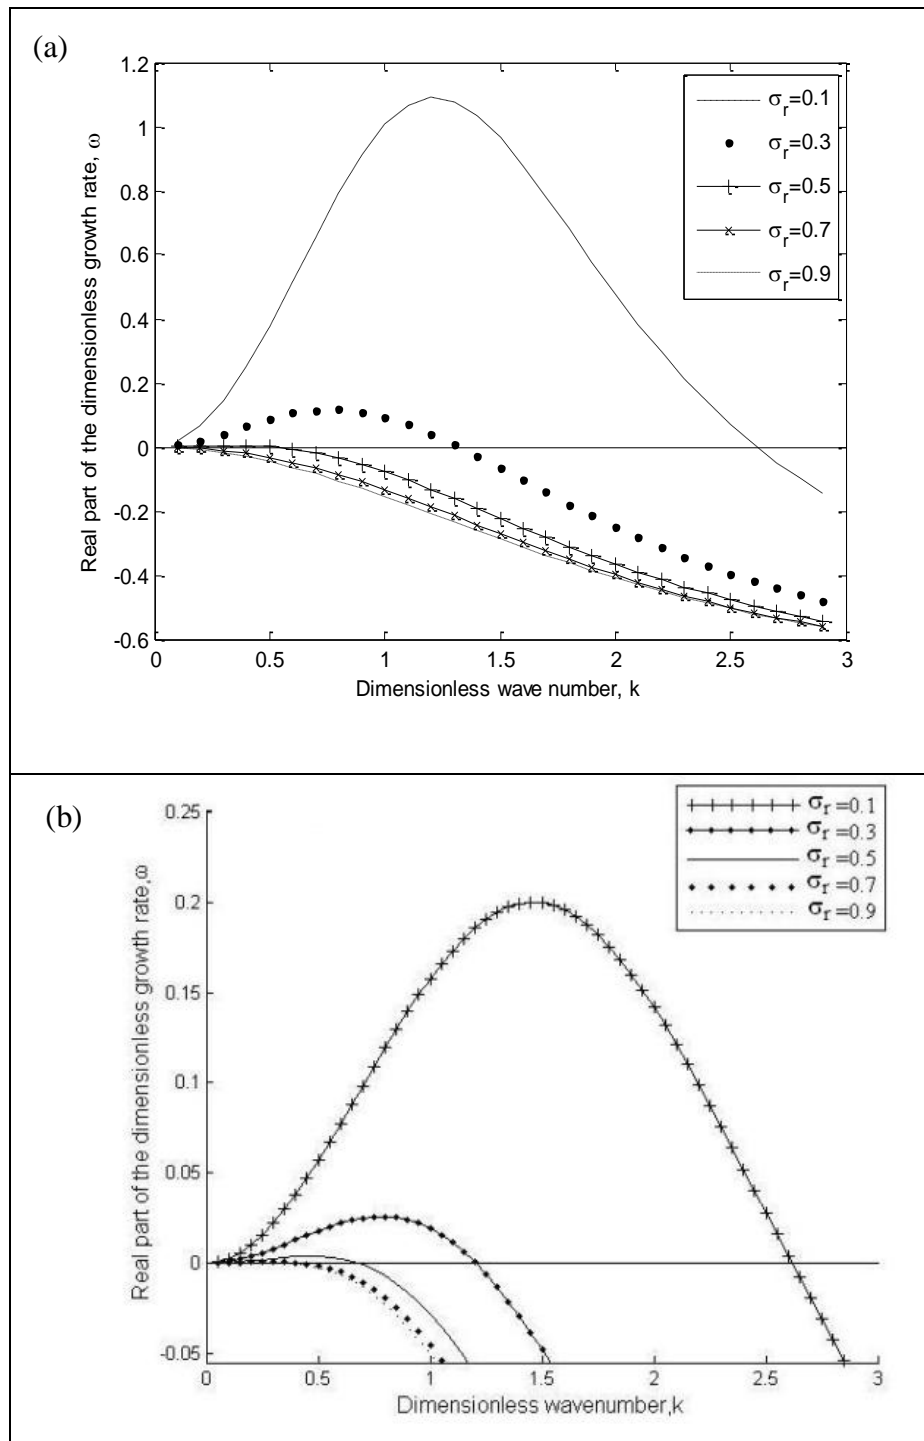 (a)
1.2
1
0.8
0.6
0.4
0.2
0
-0.2
-0.4
-0.6
Real part of the dimensionless growth rate, ω
σr=0.1
σr=0.3
σr=0.5
σr=0.7
σr=0.9
0 0.5 1 1.5 2 2.5 3
Dimensionless wave number, k
(b)
0.25
0.2
0.15
0.1
0.05
0
-0.05
Real part of the dimensionless growth rate,ω
σr=0.1
σr=0.3
σr=0.5
σr=0.7
σr=0.9
0 0.5 1 1.5 2 2.5 3
Dimensionless wavenumber,k